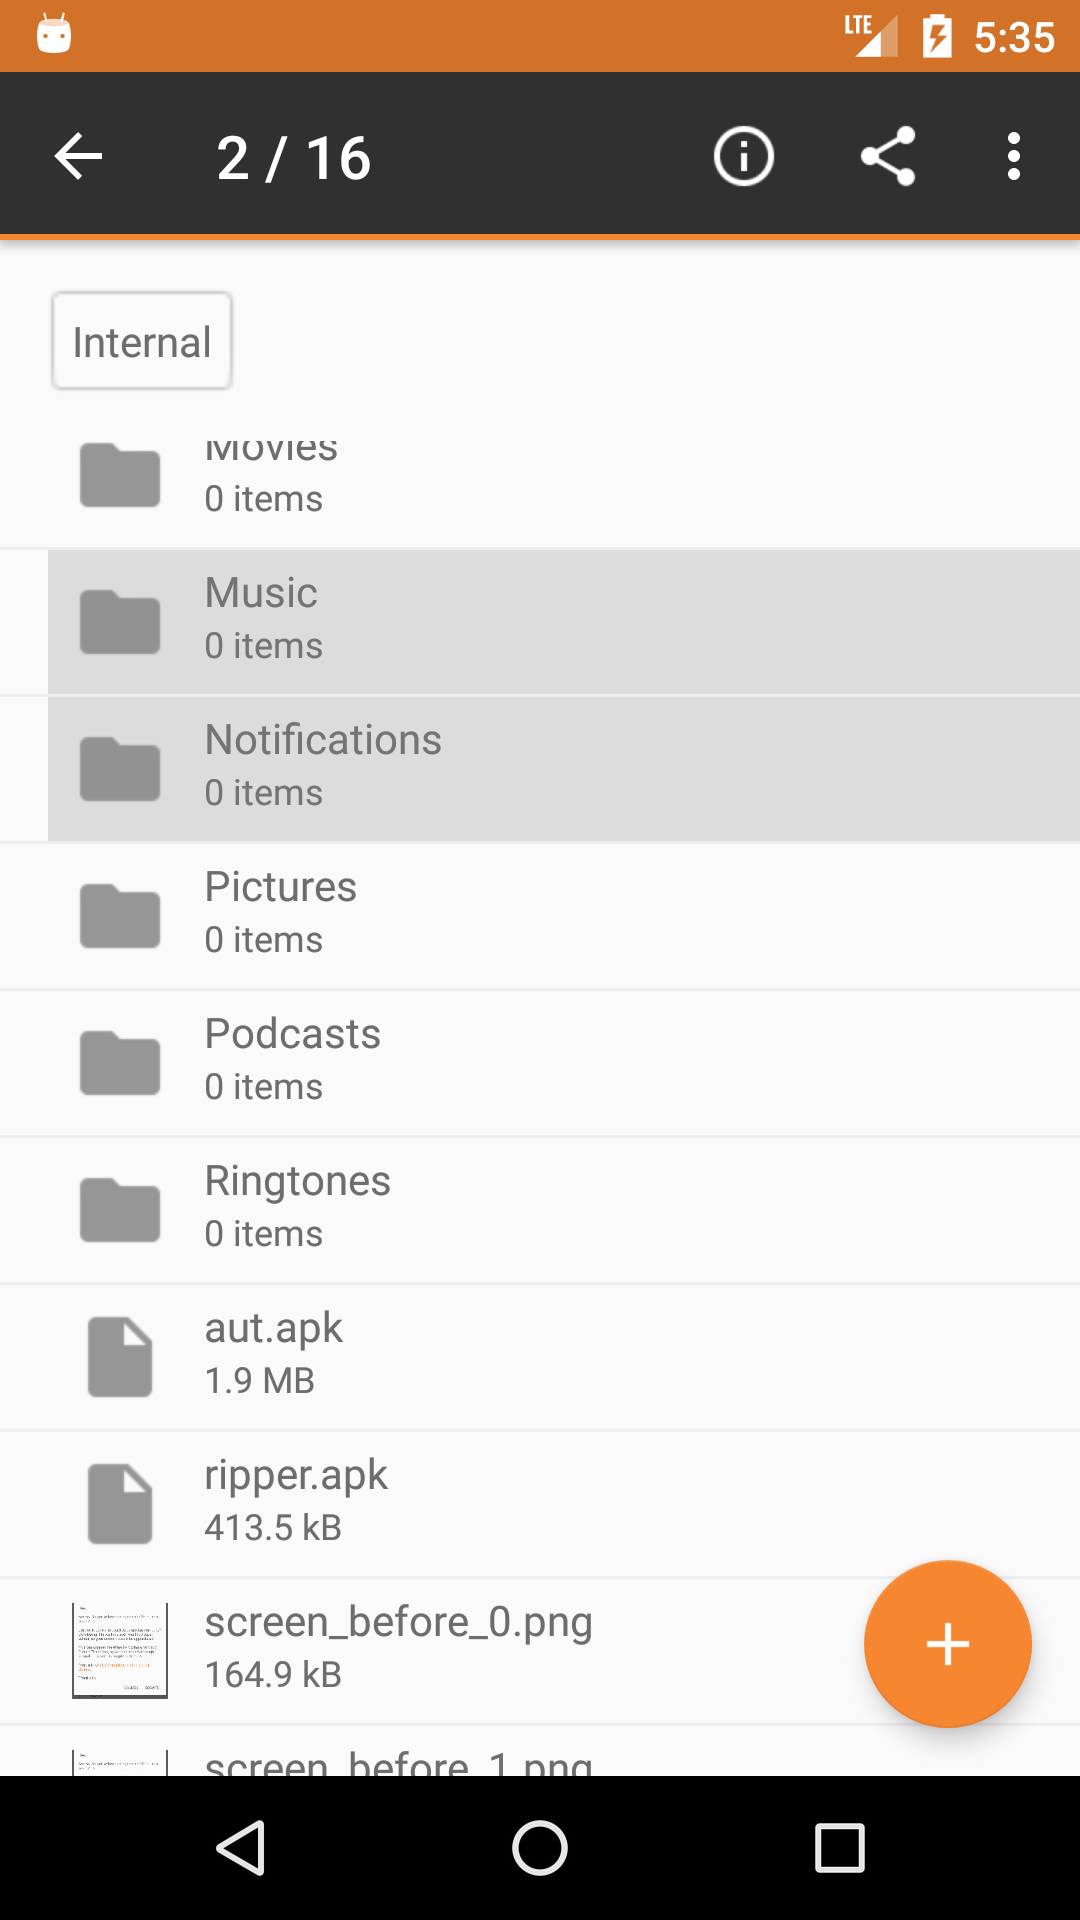 LTE 5:35
2 / 16
Internal
Movies
0 items
Music
0 items
Notifications
0 items
Pictures
0 items
Podcasts
0 items
Ringtones
0 items
aut.apk
1.9 MB
ripper.apk
413.5 kB
screen_before_0.png
164.9 kB
screen_before_1.png